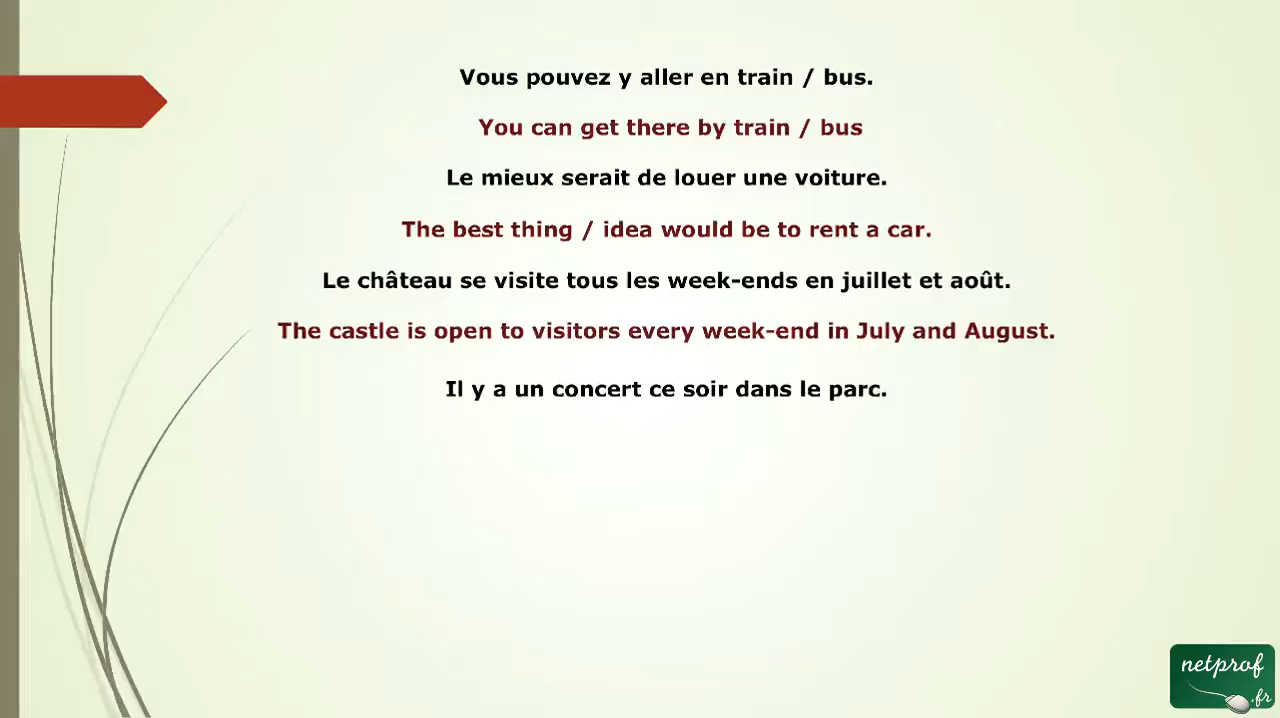 Vous pouvez y aller en train / bus.
You can get there by train / bus
Le mieux serait de louer une voiture.
The best thing / idea would be to rent a car.
Le château se visite tous les week-ends en juillet et août.
The castle is open to visitors every week-end in July and August.
Il y a un concert ce soir dans le parc.
netprof
.fr